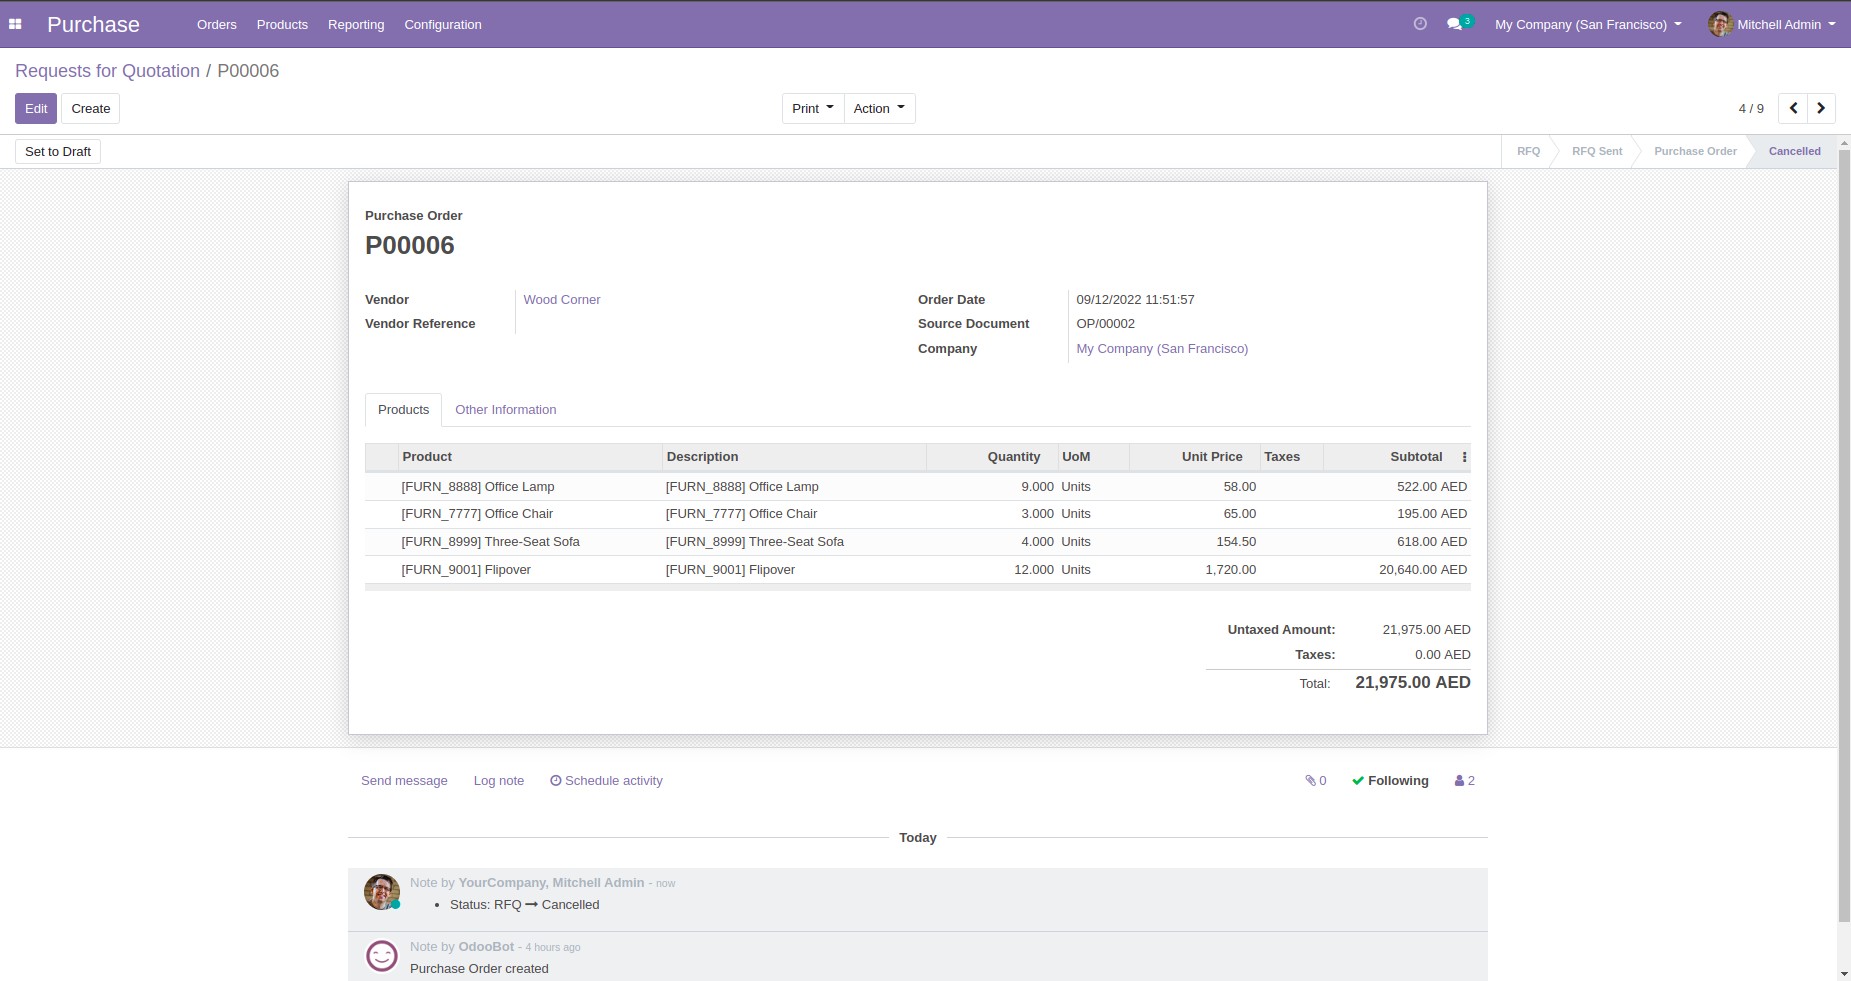 Purchase Orders Products Reporting Configuration 3 My Company (San Francisco) Mitchell Admin
Requests for Quotation / P00006
Edit Create Print Action 4 / 9
Set to Draft RFQ RFQ Sent Purchase Order Cancelled
Purchase Order
P00006
Vendor Wood Corner Order Date 09/12/2022 11:51:57
Vendor Reference Source Document OP/00002
Company My Company (San Francisco)
Products Other Information
Product Description Quantity UoM Unit Price Taxes Subtotal
[FURN_8888] Office Lamp [FURN_8888] Office Lamp 9.000 Units 58.00 522.00 AED
[FURN_7777] Office Chair [FURN_7777] Office Chair 3.000 Units 65.00 195.00 AED
[FURN_8999] Three-Seat Sofa [FURN_8999] Three-Seat Sofa 4.000 Units 154.50 618.00 AED
[FURN_9001] Flipover [FURN_9001] Flipover 12.000 Units 1,720.00 20,640.00 AED
Untaxed Amount: 21,975.00 AED
Taxes: 0.00 AED
Total: 21,975.00 AED
Send message Log note Schedule activity 0 Following 2
Today
Note by YourCompany, Mitchell Admin - now
• Status: RFQ → Cancelled
Note by OdooBot - 4 hours ago
Purchase Order created